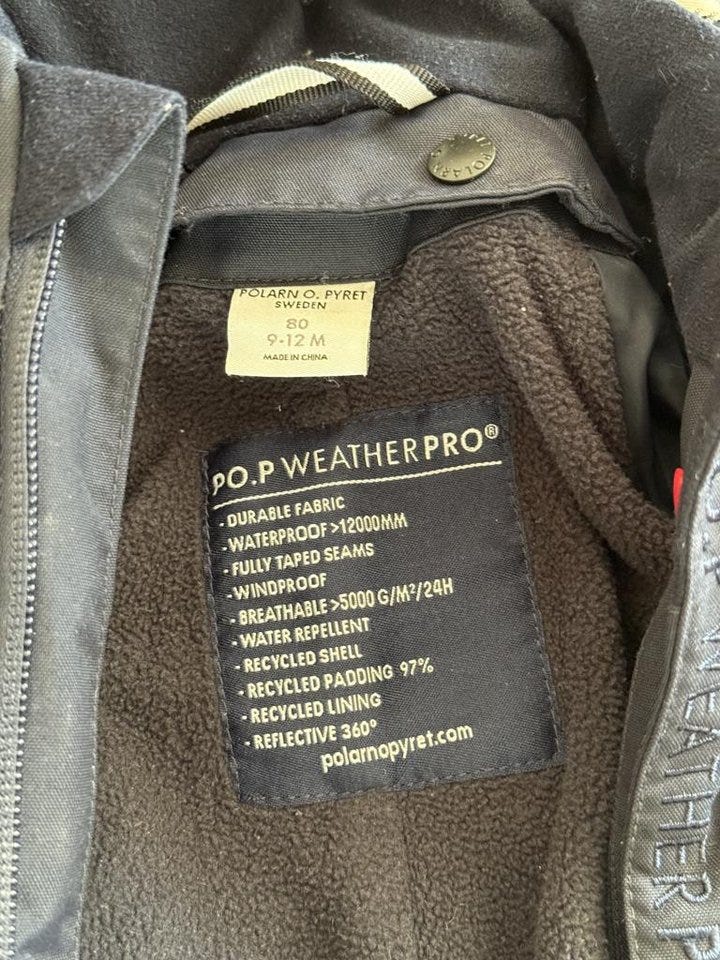 POLARN
POLARN O. PYRET
SWEDEN
80
9-12 M
MADE IN CHINA
PO.P WEATHERPRO®
- DURABLE FABRIC
- WATERPROOF >12000MM
- FULLY TAPED SEAMS
- WINDPROOF
- BREATHABLE >5000 G/M²/24H
- WATER REPELLENT
- RECYCLED SHELL
- RECYCLED PADDING 97%
- RECYCLED LINING
- REFLECTIVE 360°
polarnopyret.com
WEATHER P